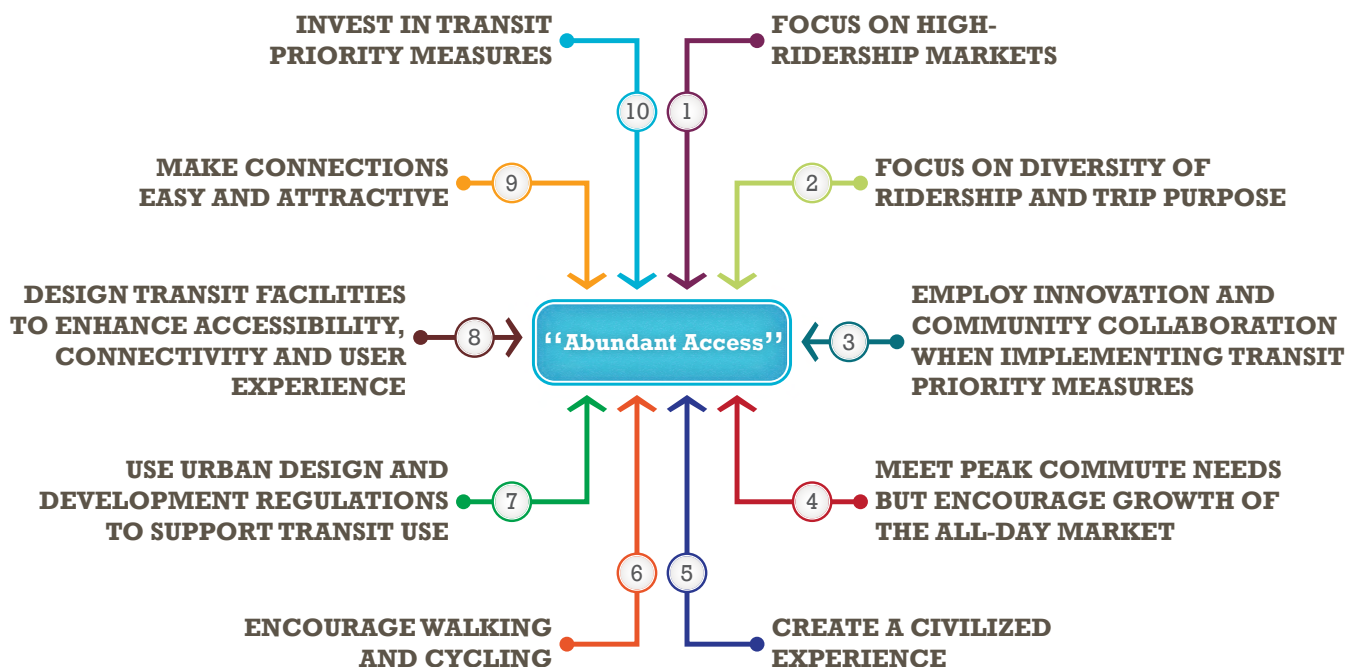 INVEST IN TRANSIT
PRIORITY MEASURES
10
FOCUS ON HIGH-
RIDERSHIP MARKETS
1
MAKE CONNECTIONS
EASY AND ATTRACTIVE
9
FOCUS ON DIVERSITY OF
RIDERSHIP AND TRIP PURPOSE
2
DESIGN TRANSIT FACILITIES
TO ENHANCE ACCESSIBILITY,
CONNECTIVITY AND USER
EXPERIENCE
8
“Abundant Access”
EMPLOY INNOVATION AND
COMMUNITY COLLABORATION
WHEN IMPLEMENTING TRANSIT
PRIORITY MEASURES
3
USE URBAN DESIGN AND
DEVELOPMENT REGULATIONS
TO SUPPORT TRANSIT USE
7
MEET PEAK COMMUTE NEEDS
BUT ENCOURAGE GROWTH OF
THE ALL-DAY MARKET
4
ENCOURAGE WALKING
AND CYCLING
6
CREATE A CIVILIZED
EXPERIENCE
5